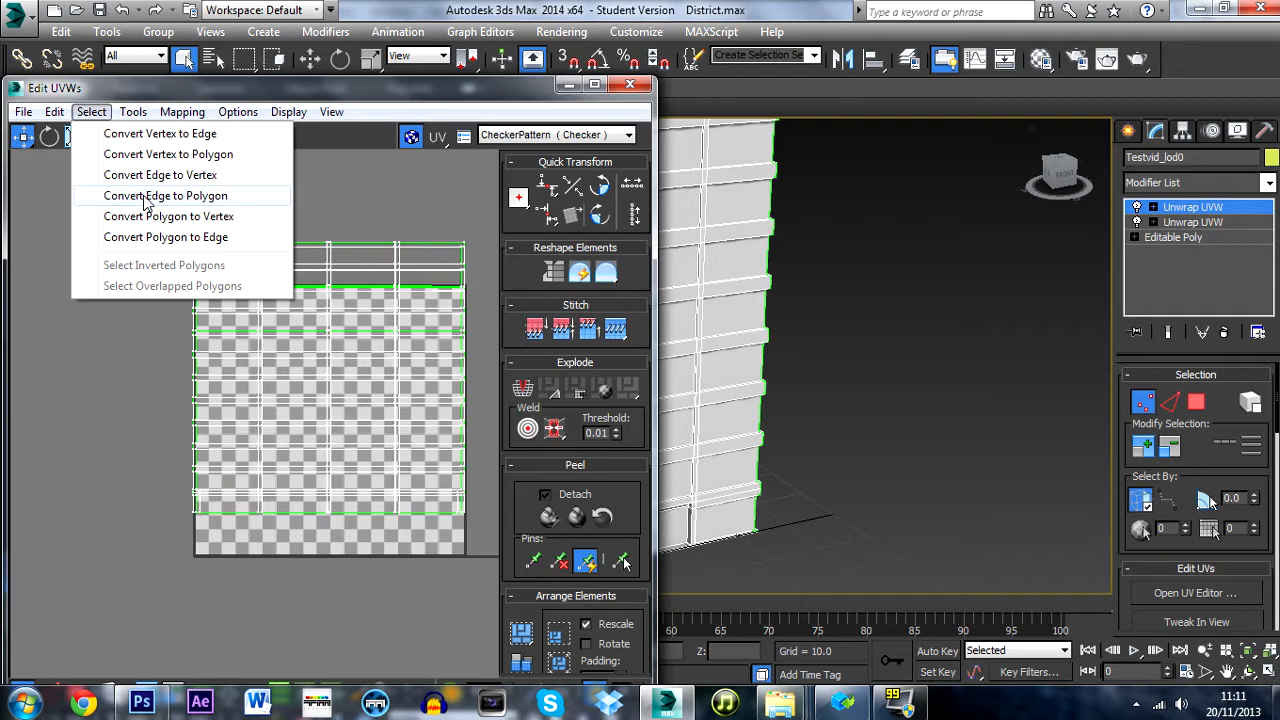 Workspace: Default
Autodesk 3ds Max 2014 x64 - Student Version
District.max
Type a keyword or phrase
Edit Tools Group Views Create Modifiers Animation Graph Editors Rendering Customize MAXScript Help
All
View
Create Selection Se
Edit UVWs
File Edit Select Tools Mapping Options Display View
UV
CheckerPattern ( Checker )
Convert Vertex to Edge
Convert Vertex to Polygon
Convert Edge to Vertex
Convert Edge to Polygon
Convert Polygon to Vertex
Convert Polygon to Edge
Select Inverted Polygons
Select Overlapped Polygons
Quick Transform
Reshape Elements
Stitch
Explode
Weld
Threshold:
0.01
Peel
Detach
Pins:
Arrange Elements
Rescale
Rotate
Padding:
FRONT
Testvid_lod0
Modifier List
Unwrap UVW
Unwrap UVW
Editable Poly
Selection
Modify Selection:
Select By:
0.0
0
0
Edit UVs
Open UV Editor ...
Tweak In View
60 65 70 75 80 85 90 95 100
Z:
Grid = 10.0
Add Time Tag
Auto Key
Selected
Set Key
Key Filters...
0
Ps
Ae
W
MAX
99
11:11
20/11/2013